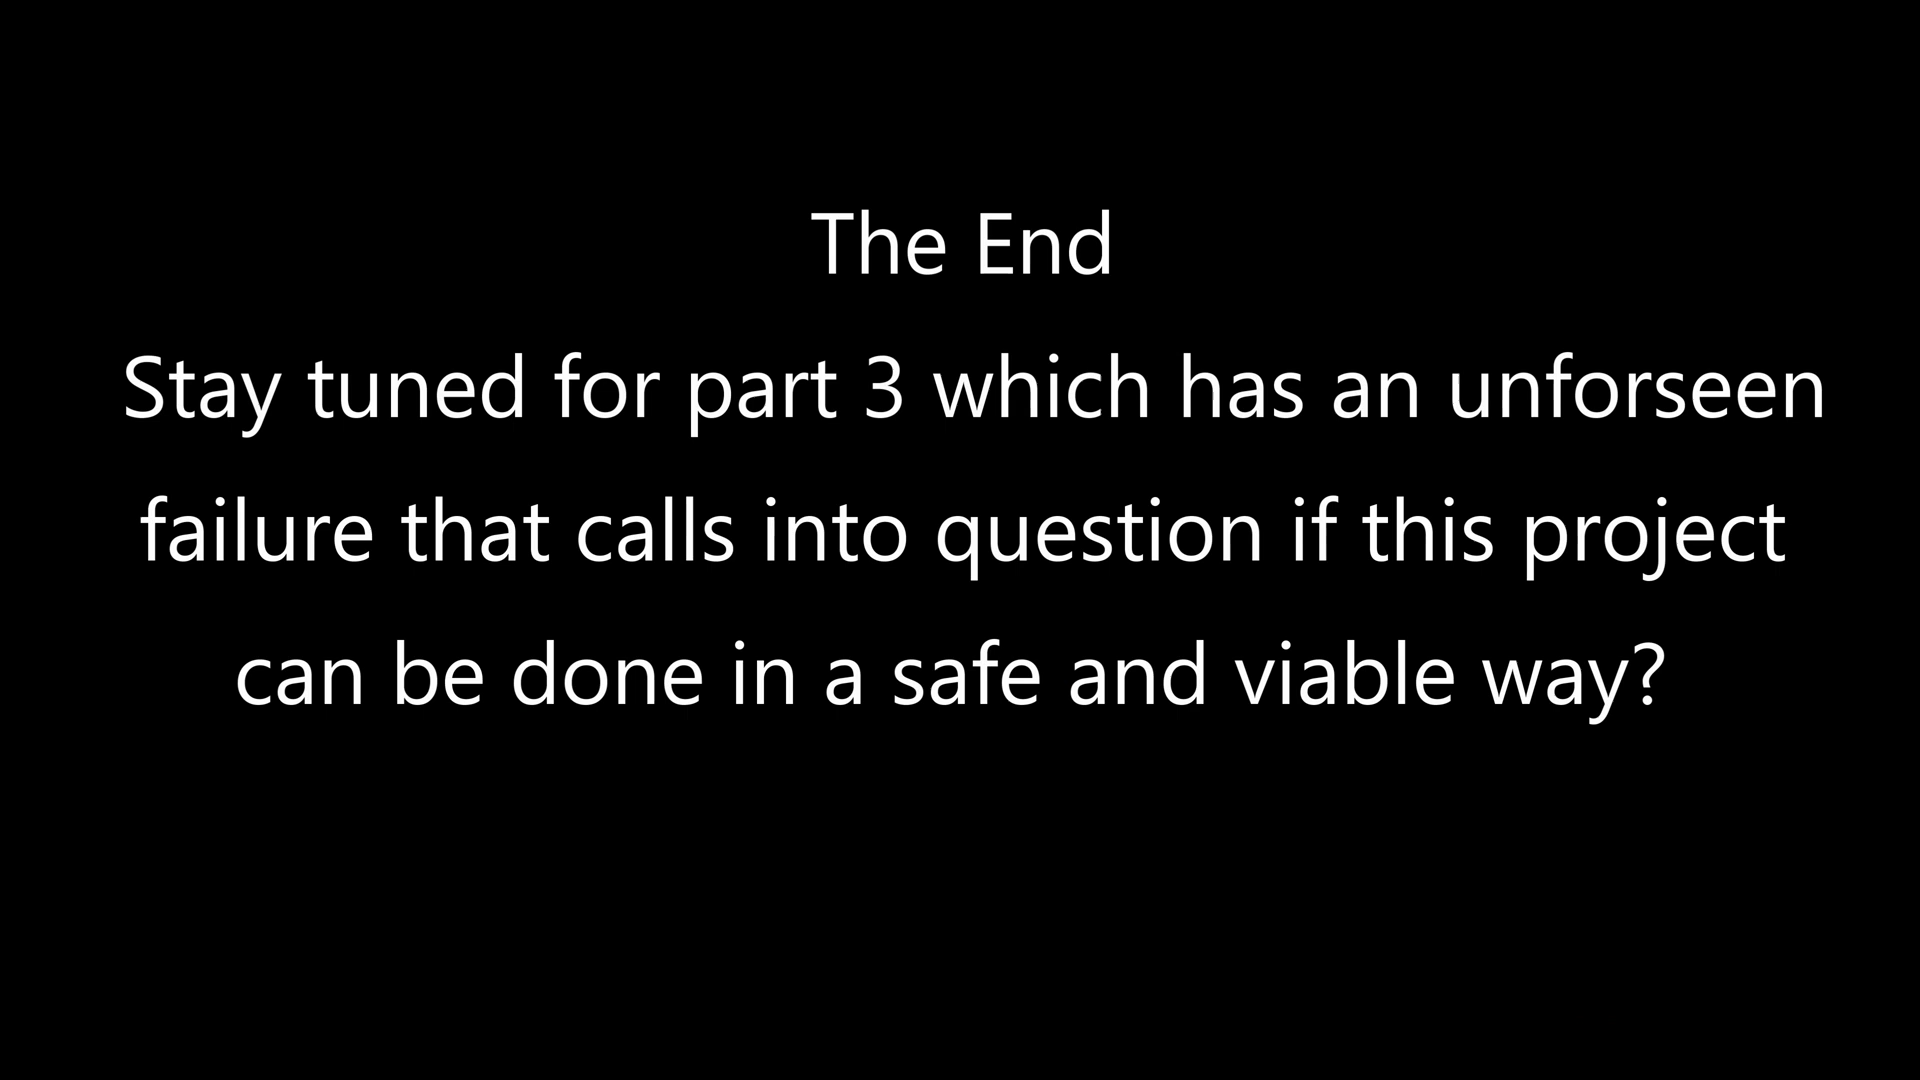 The End
Stay tuned for part 3 which has an unforseen
failure that calls into question if this project
can be done in a safe and viable way?